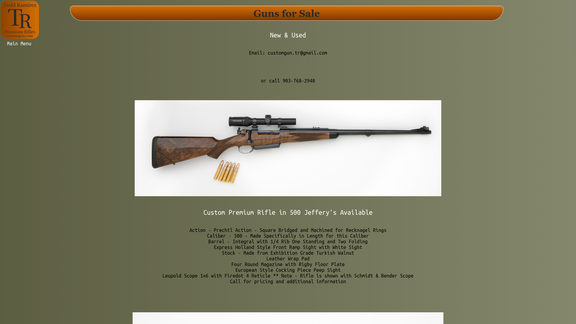 TR
Main Menu
Guns for Sale
New & Used
Email: customgun.tr@gmail.com
or call 903-768-2948
Custom Premium Rifle in 500 Jeffery's Available
Action - Prechtl Action - Square Bridged and Machined for Recknagel Rings
Caliber - 500 - Made Specifically in Length for this Caliber
Barrel - Integral with 1/4 Rib One Standing and Two Folding
Express Holland Style Front Ramp Sight with White Sight
Stock - Made from Exhibition Grade Turkish Walnut
Leather Wrap Pad
Four Round Magazine with Rigby Floor Plate
European Style Cocking Piece Peep Sight
Leupold Scope 1x6 with Firedot 4 Reticle ** Note - Rifle is shown with Schmidt & Bender Scope
Call for pricing and additional information